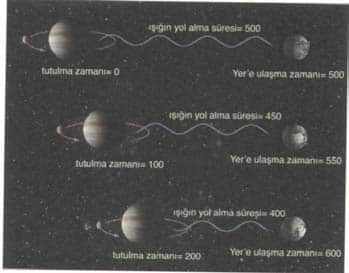 ışığın yol alma süresi= 500
tutulma zamanı= 0
Yer'e ulaşma zamanı= 500
ışığın yol alma süresi= 450
tutulma zamanı= 100
Yer'e ulaşma zamanı= 550
ışığın yol alma süresi= 400
tutulma zamanı= 200
Yer'e ulaşma zamanı= 600